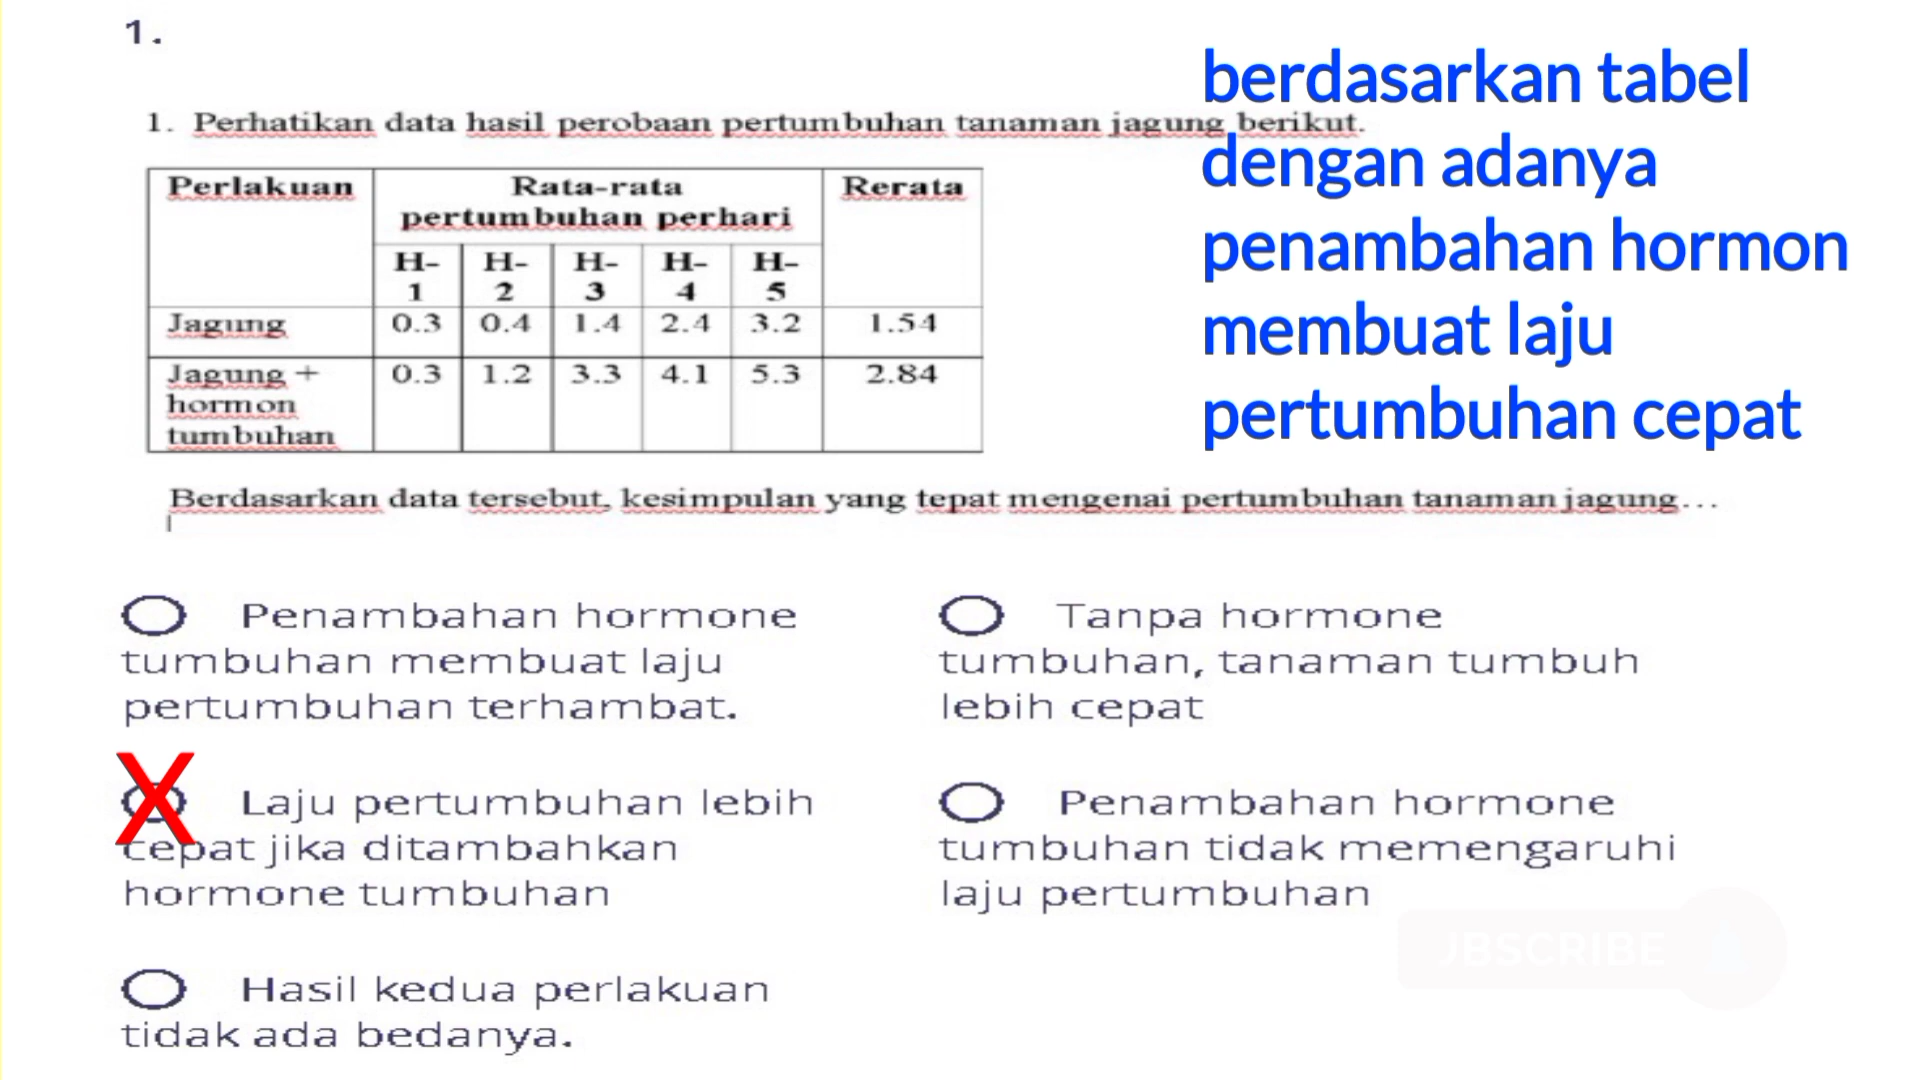 1.
berdasarkan tabel
dengan adanya
penambahan hormon
membuat laju
pertumbuhan cepat
1. Perhatikan data hasil perobaan pertumbuhan tanaman jagung berikut.
Perlakuan Rata-rata Rerata
pertumbuhan perhari
H- H- H- H- H-
1 2 3 4 5
Jagung 0.3 0.4 1.4 2.4 3.2 1.54
Jagung + 0.3 1.2 3.3 4.1 5.3 2.84
hormon
tumbuhan
Berdasarkan data tersebut, kesimpulan yang tepat mengenai pertumbuhan tanaman jagung...
Penambahan hormone
tumbuhan membuat laju
pertumbuhan terhambat.
Tanpa hormone
tumbuhan, tanaman tumbuh
lebih cepat
X
Laju pertumbuhan lebih
cepat jika ditambahkan
hormone tumbuhan
Penambahan hormone
tumbuhan tidak memengaruhi
laju pertumbuhan
Hasil kedua perlakuan
tidak ada bedanya.